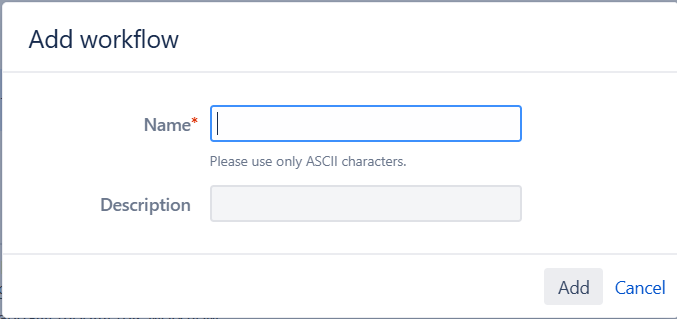 Add workflow
Name*
Please use only ASCII characters.
Description
Add Cancel